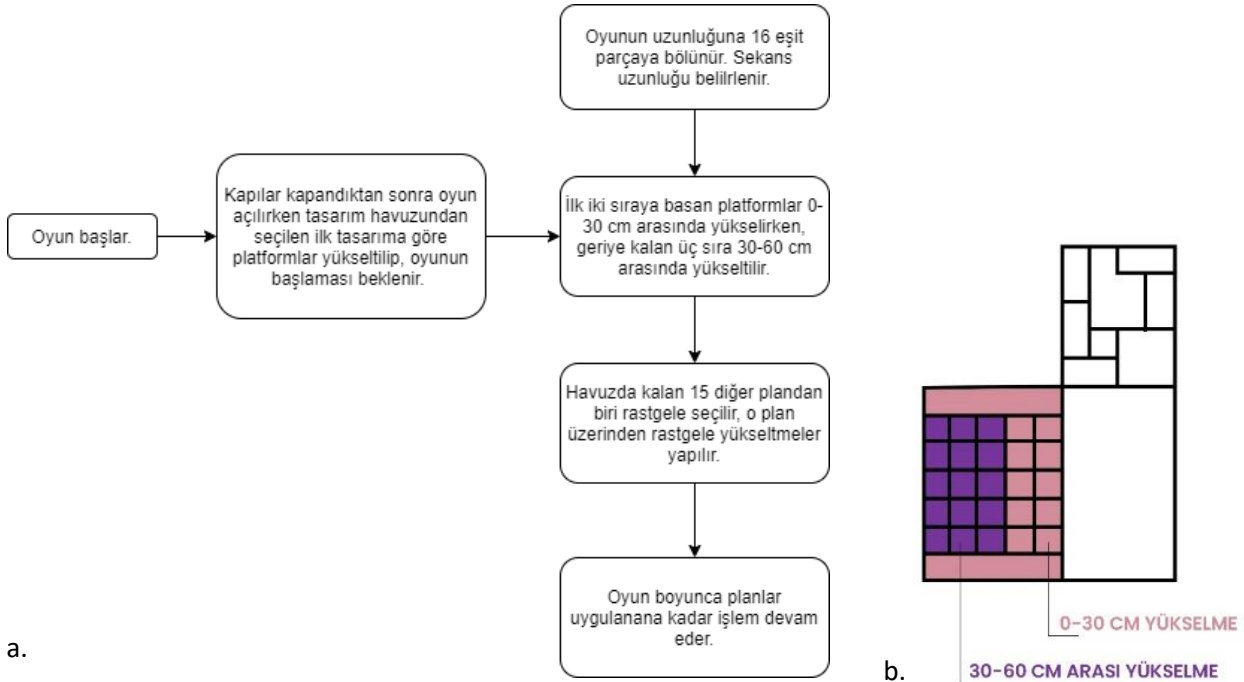 Oyunun uzunluğuna 16 eşit
parçaya bölünür. Sekans
uzunluğu belilrlenir.
Oyun başlar.
Kapılar kapandıktan sonra oyun
açılırken tasarım havuzundan
seçilen ilk tasarıma göre
platformlar yükseltilip, oyunun
başlaması beklenir.
İlk iki sıraya basan platformlar 0-
30 cm arasında yükselirken,
geriye kalan üç sıra 30-60 cm
arasında yükseltilir.
Havuzda kalan 15 diğer plandan
biri rastgele seçilir, o plan
üzerinden rastgele yükseltmeler
yapılır.
Oyun boyunca planlar
uygulanana kadar işlem devam
eder.
a.
0-30 CM YÜKSELME
30-60 CM ARASI YÜKSELME
b.